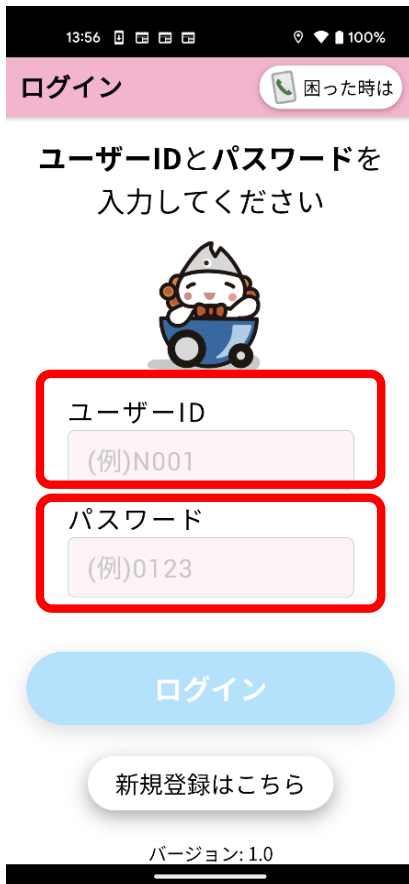 13:56
100%
ログイン
困った時は
ユーザーIDとパスワードを
入力してください
ユーザーID
(例)N001
パスワード
(例)0123
ログイン
新規登録はこちら
バージョン: 1.0